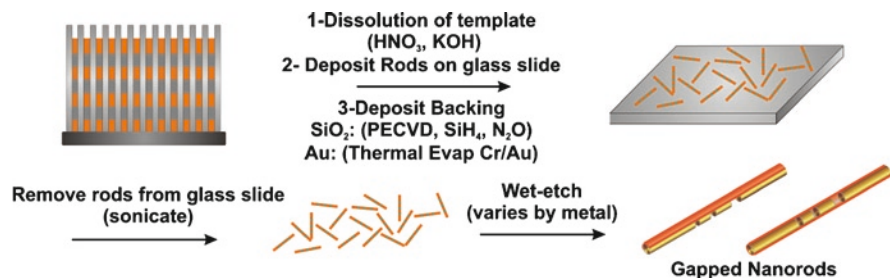 1-Dissolution of template
(HNO₃, KOH)
2- Deposit Rods on glass slide
3-Deposit Backing
SiO₂: (PECVD, SiH₄, N₂O)
Au: (Thermal Evap Cr/Au)
Remove rods from glass slide
(sonicate)
Wet-etch
(varies by metal)
Gapped Nanorods